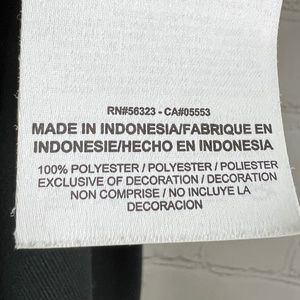 RN#56323 - CA#05553
MADE IN INDONESIA/FABRIQUE EN
INDONESIE/HECHO EN INDONESIA
100% POLYESTER / POLYESTER / POLIESTER
EXCLUSIVE OF DECORATION / DECORATION
NON COMPRISE / NO INCLUYE LA
DECORACION